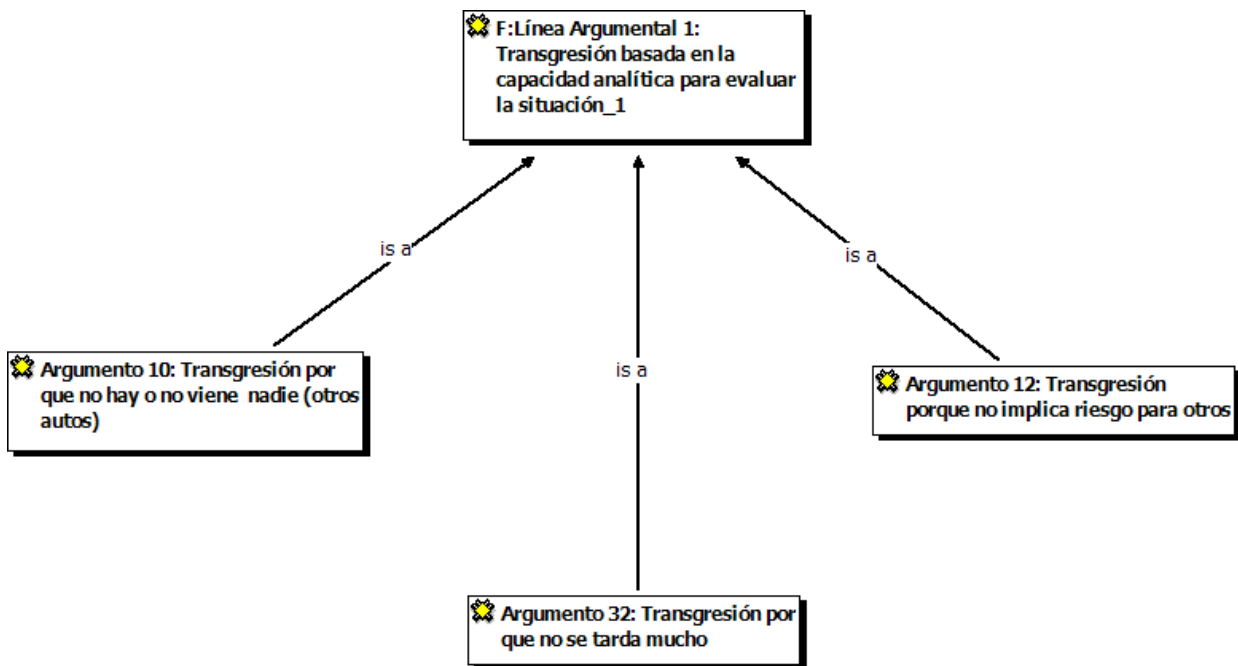 F:Línea Argumental 1:
Transgresión basada en la
capacidad analítica para evaluar
la situación_1
is a
is a
is a
Argumento 10: Transgresión por
que no hay o no viene  nadie (otros
autos)
Argumento 12: Transgresión
porque no implica riesgo para otros
Argumento 32: Transgresión por
que no se tarda mucho